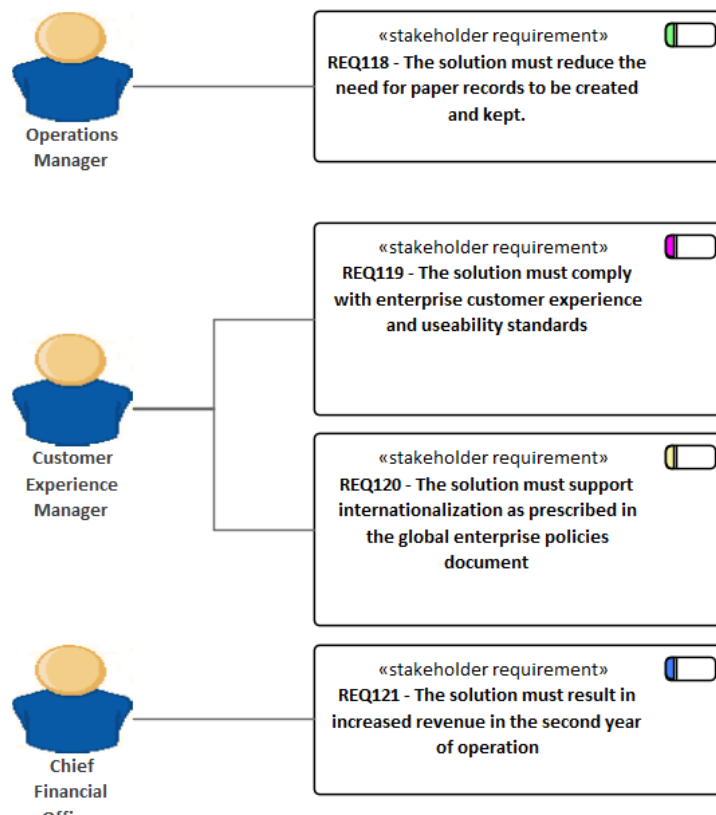 «stakeholder requirement»
REQ118 - The solution must reduce the
need for paper records to be created
and kept.
Operations
Manager
«stakeholder requirement»
REQ119 - The solution must comply
with enterprise customer experience
and useability standards
Customer
Experience
Manager
«stakeholder requirement»
REQ120 - The solution must support
internationalization as prescribed in
the global enterprise policies
document
«stakeholder requirement»
REQ121 - The solution must result in
increased revenue in the second year
of operation
Chief
Financial